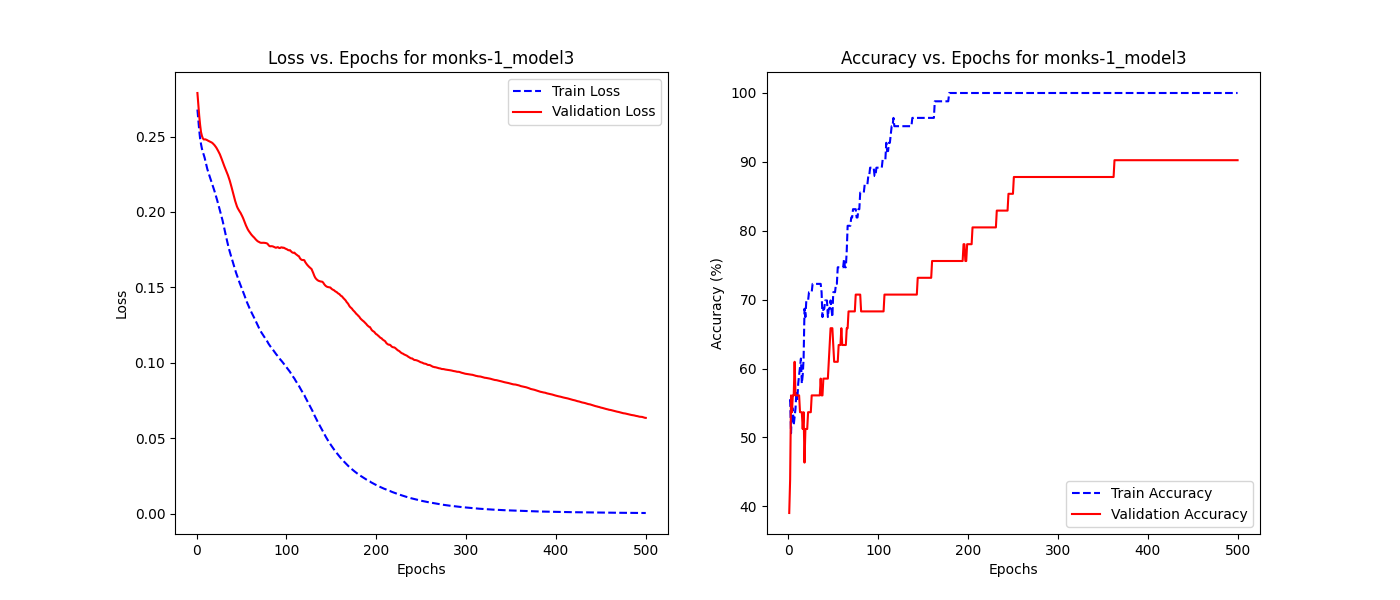 Loss vs. Epochs for monks-1_model3
Train Loss
Validation Loss
0.25
0.20
0.15
0.10
0.05
0.00
Loss
0
100
200
300
400
500
Epochs
Accuracy vs. Epochs for monks-1_model3
100
90
80
70
60
50
40
Accuracy (%)
Train Accuracy
Validation Accuracy
0
100
200
300
400
500
Epochs